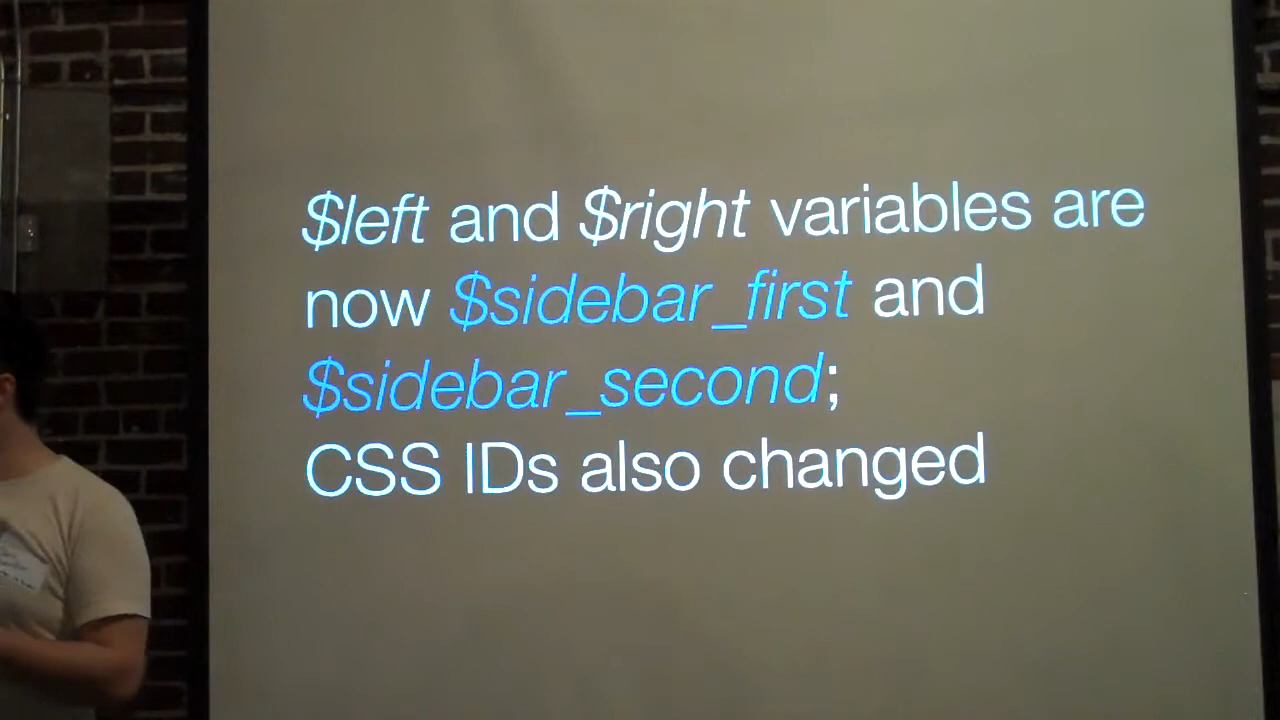 $left and $right variables are
now $sidebar_first and
$sidebar_second;
CSS IDs also changed